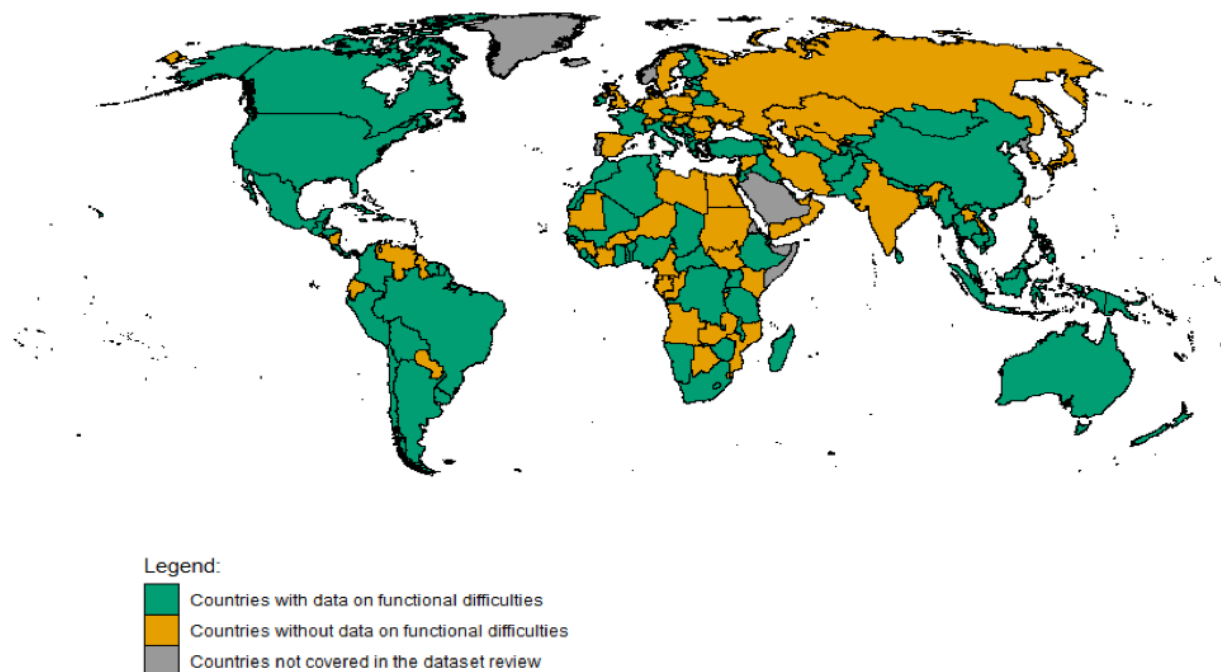 Legend:
Countries with data on functional difficulties
Countries without data on functional difficulties
Countries not covered in the dataset review